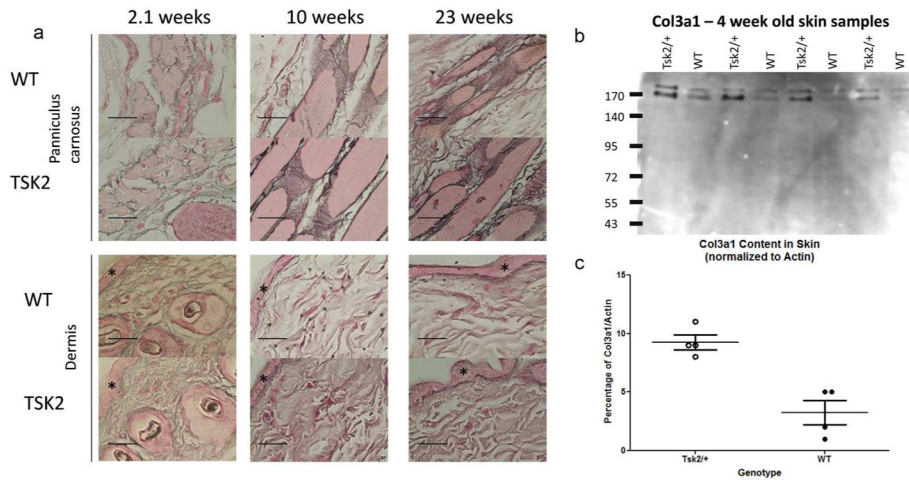 2.1 weeks 10 weeks 23 weeks
a
WT
Panniculus
carnosus
TSK2
WT
*
*
*
Dermis
TSK2
*
*
*
Col3a1 – 4 week old skin samples
b
Tsk2/+ WT Tsk2/+ WT Tsk2/+ WT Tsk2/+ WT
170
140
95
72
55
43
Col3a1 Content in Skin
(normalized to Actin)
c
Percentage of Col3a1/Actin
15
10
5
0
Tsk2/+ WT
Genotype